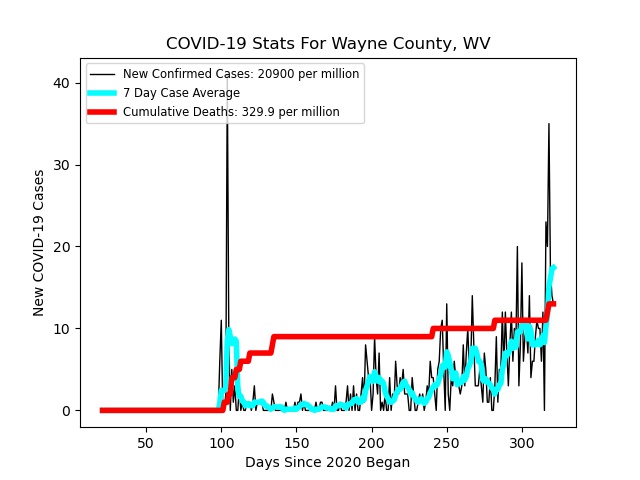 COVID-19 Stats For Wayne County, WV
New Confirmed Cases: 20900 per million
7 Day Case Average
Cumulative Deaths: 329.9 per million
40
30
20
10
0
New COVID-19 Cases
50 100 150 200 250 300
Days Since 2020 Began